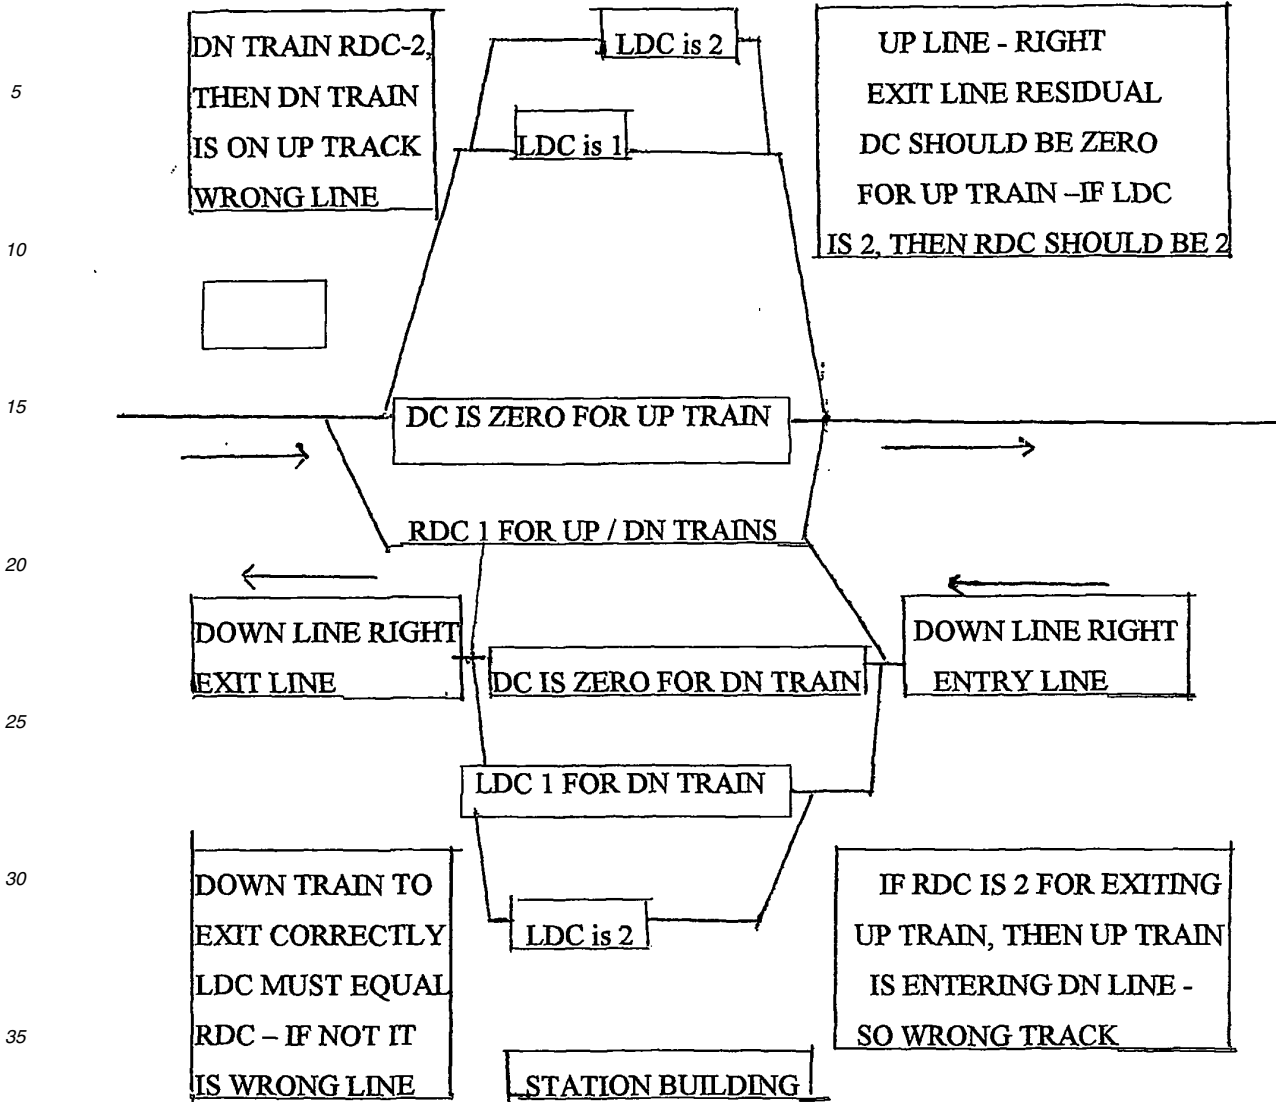 DN TRAIN RDC-2,
THEN DN TRAIN
IS ON UP TRACK
WRONG LINE
LDC is 2
LDC is 1
UP LINE - RIGHT
EXIT LINE RESIDUAL
DC SHOULD BE ZERO
FOR UP TRAIN –IF LDC
IS 2, THEN RDC SHOULD BE 2
5
10
15
DC IS ZERO FOR UP TRAIN
RDC 1 FOR UP / DN TRAINS
20
DOWN LINE RIGHT
EXIT LINE
DC IS ZERO FOR DN TRAIN
DOWN LINE RIGHT
ENTRY LINE
25
LDC 1 FOR DN TRAIN
LDC is 2
30
DOWN TRAIN TO
EXIT CORRECTLY
LDC MUST EQUAL
RDC – IF NOT IT
IS WRONG LINE
IF RDC IS 2 FOR EXITING
UP TRAIN, THEN UP TRAIN
IS ENTERING DN LINE -
SO WRONG TRACK
35
STATION BUILDING